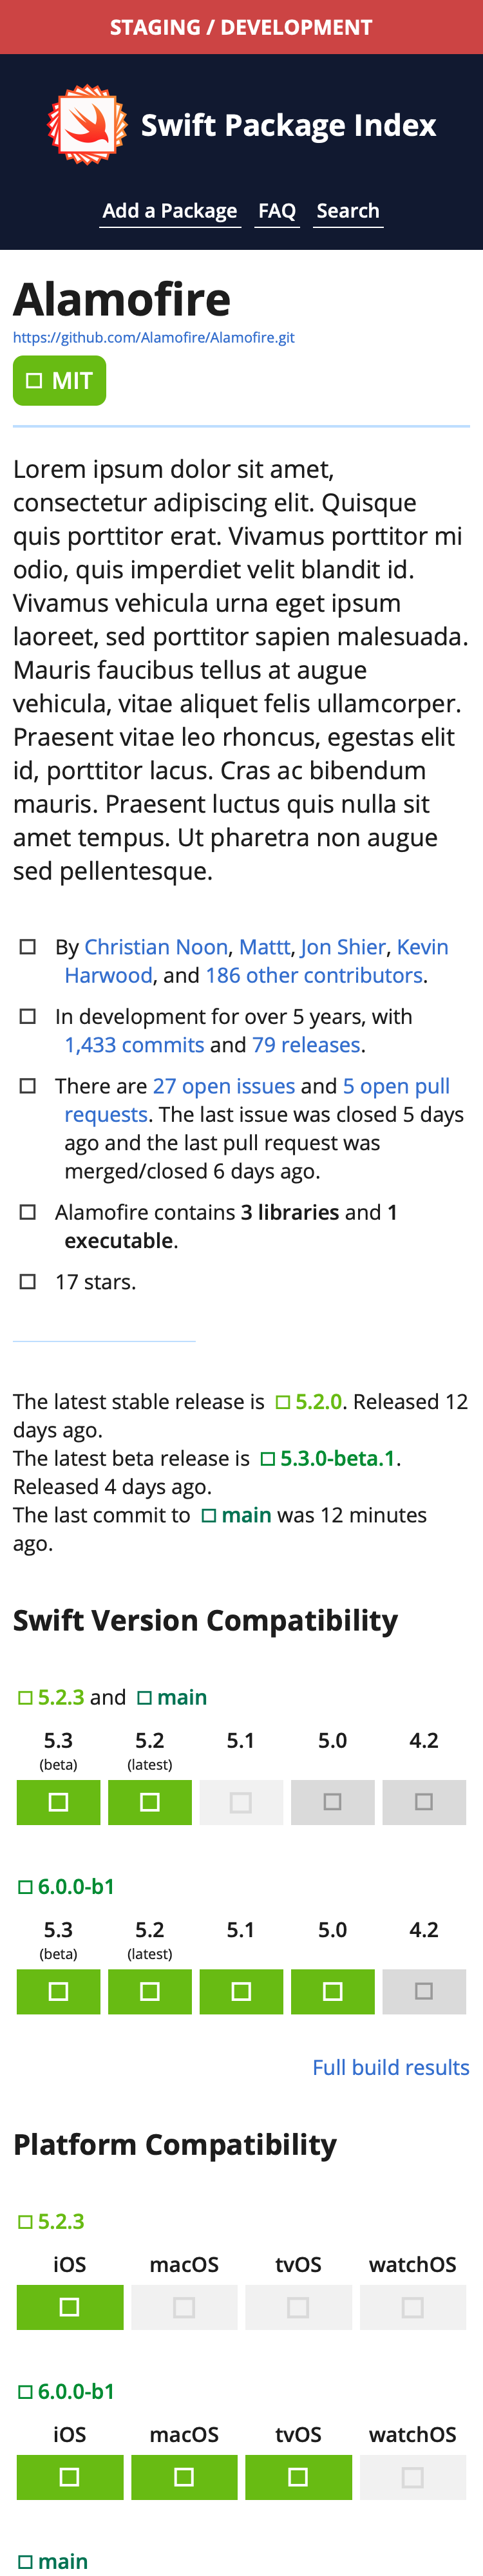 STAGING / DEVELOPMENT
Swift Package Index
Add a Package FAQ Search
Alamofire
https://github.com/Alamofire/Alamofire.git
MIT
Lorem ipsum dolor sit amet,
consectetur adipiscing elit. Quisque
quis porttitor erat. Vivamus porttitor mi
odio, quis imperdiet velit blandit id.
Vivamus vehicula urna eget ipsum
laoreet, sed porttitor sapien malesuada.
Mauris faucibus tellus at augue
vehicula, vitae aliquet felis ullamcorper.
Praesent vitae leo rhoncus, egestas elit
id, porttitor lacus. Cras ac bibendum
mauris. Praesent luctus quis nulla sit
amet tempus. Ut pharetra non augue
sed pellentesque.
By Christian Noon, Mattt, Jon Shier, Kevin
Harwood, and 186 other contributors.
In development for over 5 years, with
1,433 commits and 79 releases.
There are 27 open issues and 5 open pull
requests. The last issue was closed 5 days
ago and the last pull request was
merged/closed 6 days ago.
Alamofire contains 3 libraries and 1
executable.
17 stars.
The latest stable release is 5.2.0. Released 12
days ago.
The latest beta release is 5.3.0-beta.1.
Released 4 days ago.
The last commit to main was 12 minutes
ago.
Swift Version Compatibility
5.2.3 and main
5.3 5.2 5.1 5.0 4.2
(beta) (latest)
6.0.0-b1
5.3 5.2 5.1 5.0 4.2
(beta) (latest)
Full build results
Platform Compatibility
5.2.3
iOS macOS tvOS watchOS
6.0.0-b1
iOS macOS tvOS watchOS
main